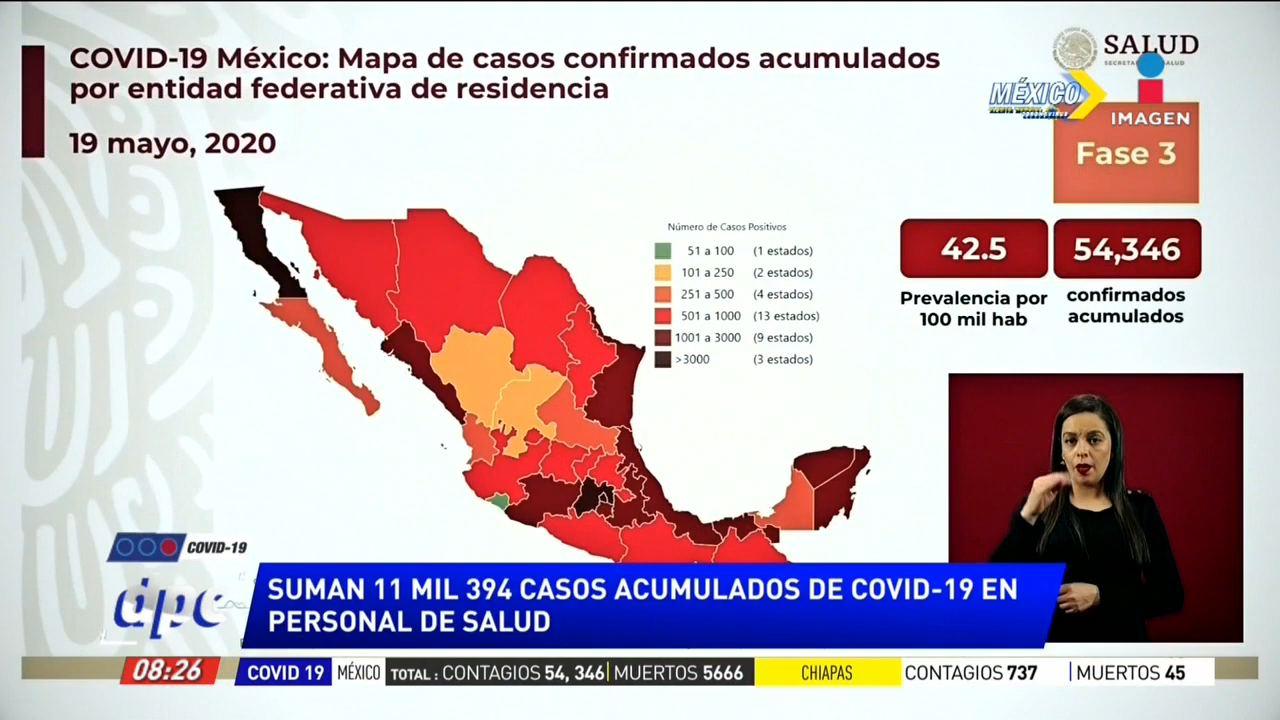 COVID-19 México: Mapa de casos confirmados acumulados
por entidad federativa de residencia
19 mayo, 2020
SALUD
MÉXICO
IMAGEN
Fase 3
Número de Casos Positivos
51 a 100 (1 estados)
101 a 250 (2 estados)
251 a 500 (4 estados)
501 a 1000 (13 estados)
1001 a 3000 (9 estados)
>3000 (3 estados)
42.5
Prevalencia por
100 mil hab
54,346
confirmados
acumulados
COVID-19
dpc
SUMAN 11 MIL 394 CASOS ACUMULADOS DE COVID-19 EN
PERSONAL DE SALUD
08:26 COVID 19 MÉXICO TOTAL : CONTAGIOS 54, 346 MUERTOS 5666 CHIAPAS CONTAGIOS 737 MUERTOS 45